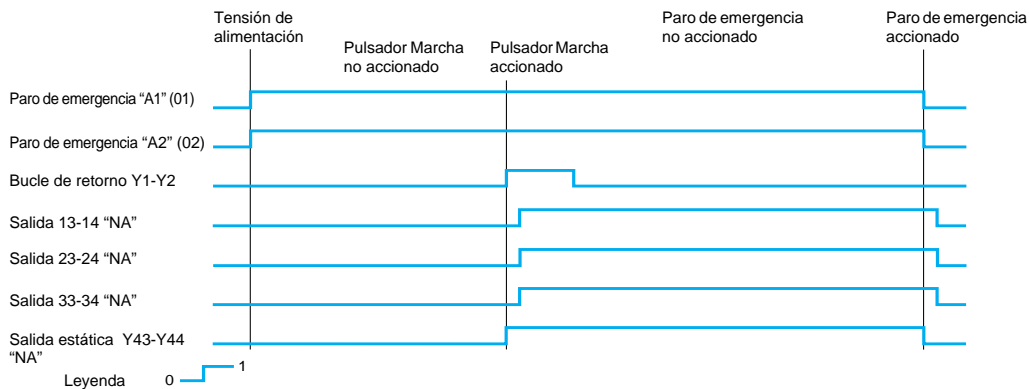 Tensión de
alimentación
Pulsador Marcha
no accionado
Pulsador Marcha
accionado
Paro de emergencia
no accionado
Paro de emergencia
accionado
Paro de emergencia “A1” (01)
Paro de emergencia “A2” (02)
Bucle de retorno Y1-Y2
Salida 13-14 “NA”
Salida 23-24 “NA”
Salida 33-34 “NA”
Salida estática Y43-Y44
“NA”
Leyenda 0 1